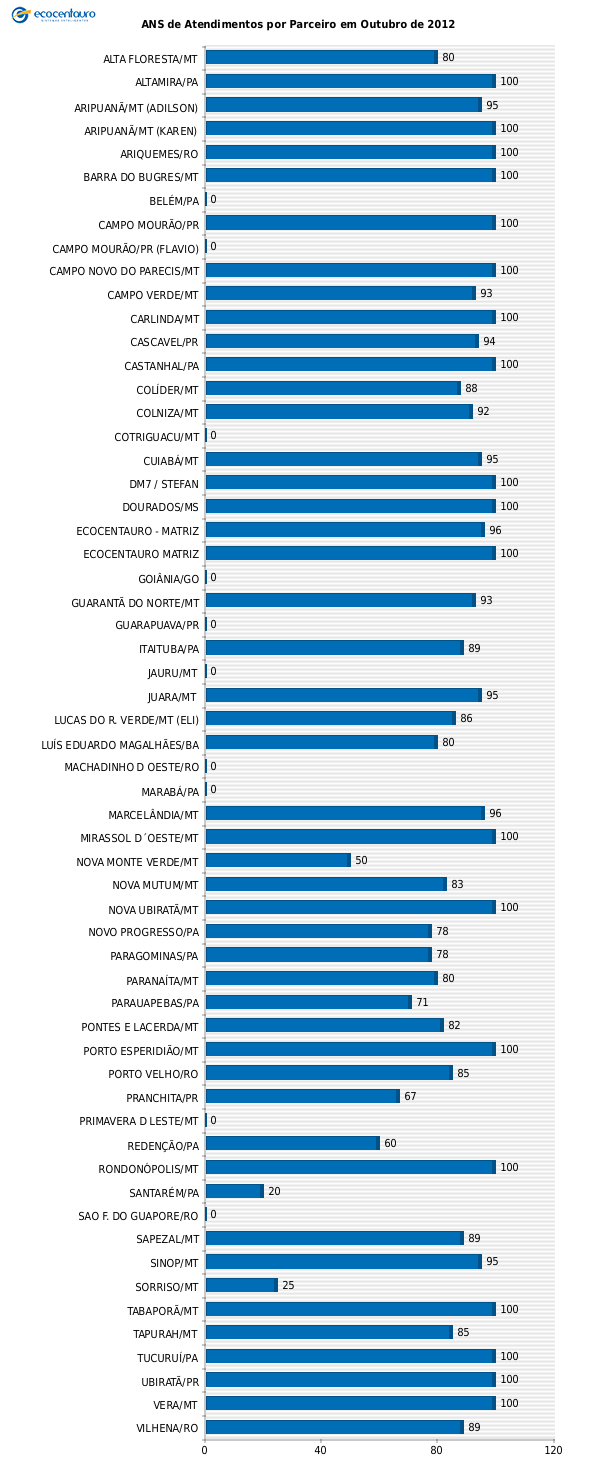 ecocentauro
ANS de Atendimentos por Parceiro em Outubro de 2012
ALTA FLORESTA/MT 80
ALTAMIRA/PA 100
ARIPUANÃ/MT (ADILSON) 95
ARIPUANÃ/MT (KAREN) 100
ARIQUEMES/RO 100
BARRA DO BUGRES/MT 100
BELÉM/PA 0
CAMPO MOURÃO/PR 100
CAMPO MOURÃO/PR (FLAVIO) 0
CAMPO NOVO DO PARECIS/MT 100
CAMPO VERDE/MT 93
CARLINDA/MT 100
CASCAVEL/PR 94
CASTANHAL/PA 100
COLÍDER/MT 88
COLNIZA/MT 92
COTRIGUACU/MT 0
CUIABÁ/MT 95
DM7 / STEFAN 100
DOURADOS/MS 100
ECOCENTAURO - MATRIZ 96
ECOCENTAURO MATRIZ 100
GOIÂNIA/GO 0
GUARANTÃ DO NORTE/MT 93
GUARAPUAVA/PR 0
ITAITUBA/PA 89
JAURU/MT 0
JUARA/MT 95
LUCAS DO R. VERDE/MT (ELI) 86
LUÍS EDUARDO MAGALHÃES/BA 80
MACHADINHO D OESTE/RO 0
MARABÁ/PA 0
MARCELÂNDIA/MT 96
MIRASSOL D´OESTE/MT 100
NOVA MONTE VERDE/MT 50
NOVA MUTUM/MT 83
NOVA UBIRATÃ/MT 100
NOVO PROGRESSO/PA 78
PARAGOMINAS/PA 78
PARANAÍTA/MT 80
PARAUAPEBAS/PA 71
PONTES E LACERDA/MT 82
PORTO ESPERIDIÃO/MT 100
PORTO VELHO/RO 85
PRANCHITA/PR 67
PRIMAVERA D LESTE/MT 0
REDENÇÃO/PA 60
RONDONÓPOLIS/MT 100
SANTARÉM/PA 20
SAO F. DO GUAPORE/RO 0
SAPEZAL/MT 89
SINOP/MT 95
SORRISO/MT 25
TABAPORÃ/MT 100
TAPURAH/MT 85
TUCURUÍ/PA 100
UBIRATÃ/PR 100
VERA/MT 100
VILHENA/RO 89
0 40 80 120